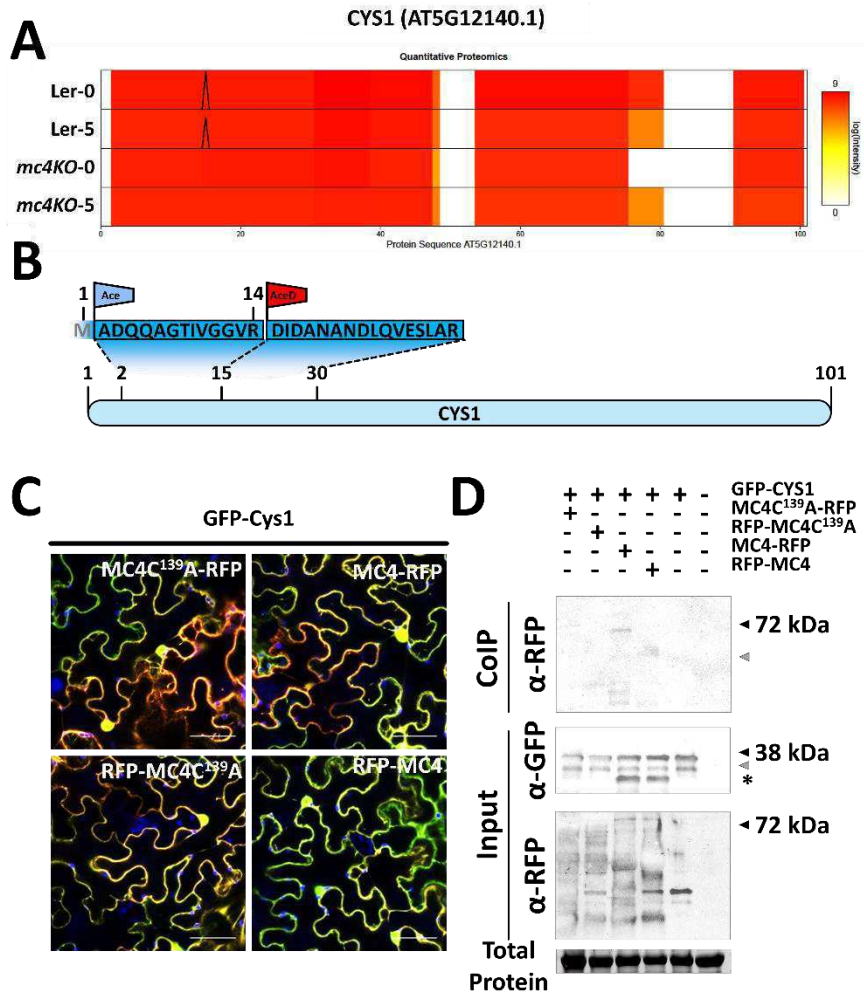 CYS1 (AT5G12140.1)
A
Quantitative Proteomics
Ler-0
Ler-5
mc4KO-0
mc4KO-5
9
log(Intensity)
0
0 20 40 60 80 100
Protein Sequence AT5G12140.1
B
1 Ace 14 AceD
M ADQQAGTIVGGVR DIDANANDLQVESLAR
1 2 15 30 101
CYS1
C
GFP-Cys1
MC4C¹³⁹A-RFP MC4-RFP
RFP-MC4C¹³⁹A RFP-MC4
D
+ + + + + - GFP-CYS1
+ - - - - - MC4C¹³⁹A-RFP
- + - - - - RFP-MC4C¹³⁹A
- - + - - - MC4-RFP
- - - + - - RFP-MC4
CoIP
α-RFP
72 kDa
Input
α-GFP
38 kDa
*
α-RFP
72 kDa
Total
Protein